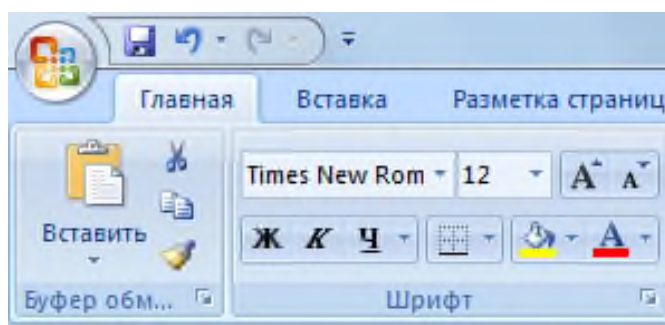 Главная Вставка Разметка страниц
Times New Rom 12 A A
Вставить Ж К Ч А
Буфер обм... Шрифт